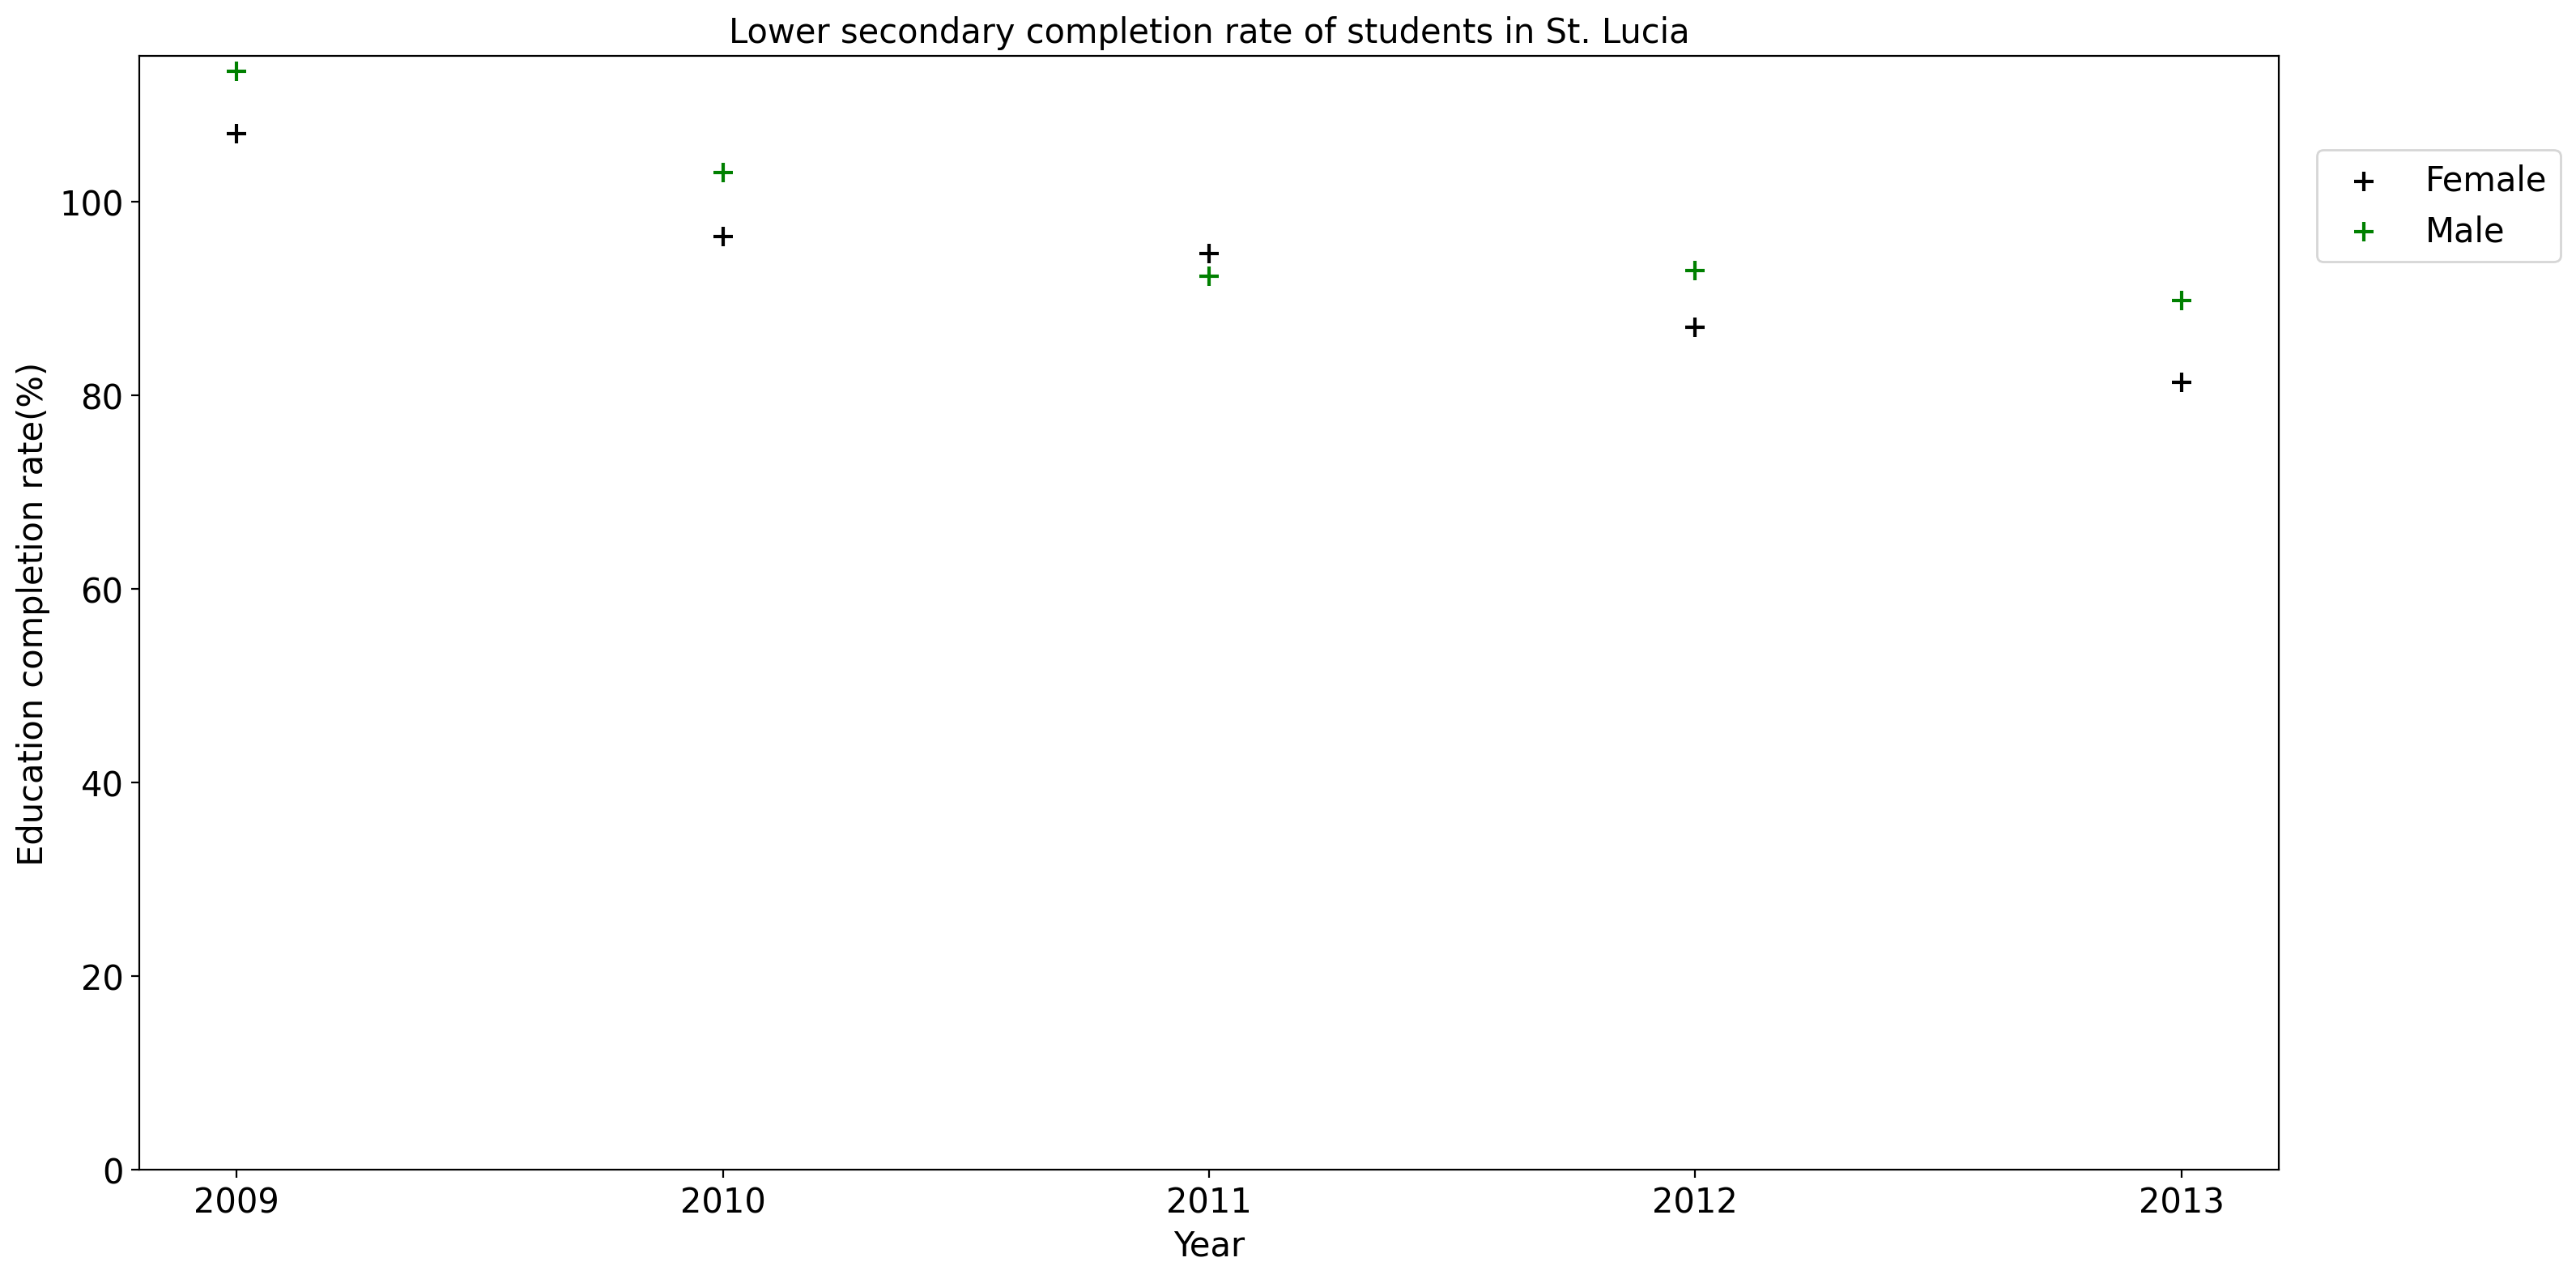 Lower secondary completion rate of students in St. Lucia
Education completion rate(%)
100
80
60
40
20
0
2009 2010 2011 2012 2013
Year
Female
Male